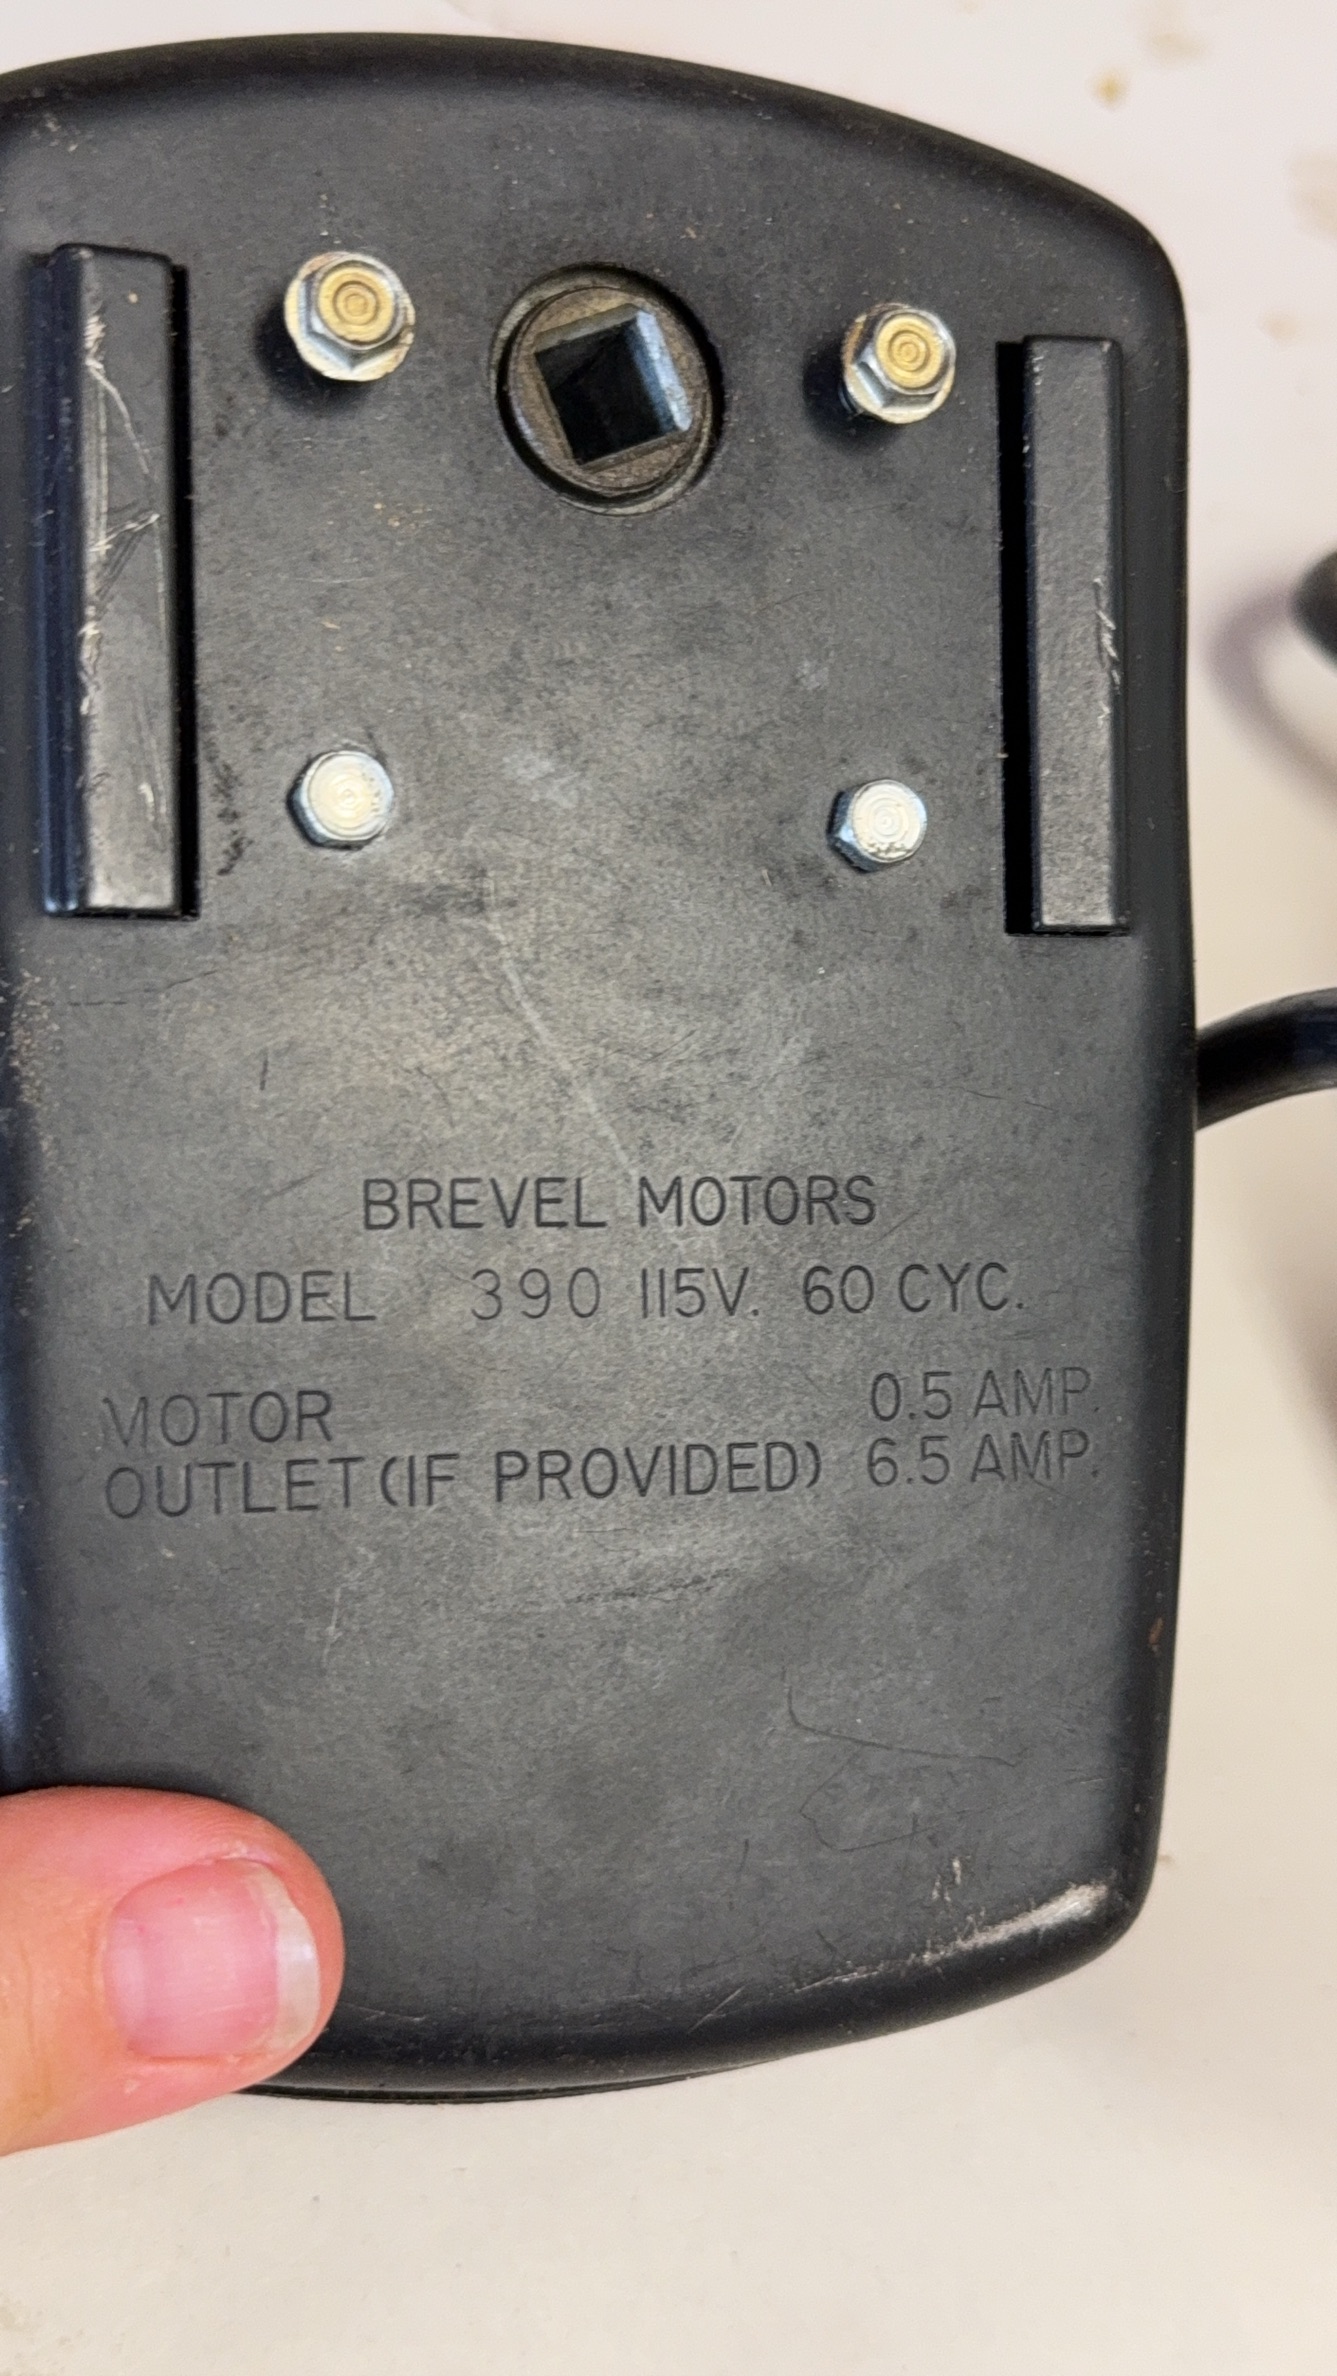 BREVEL MOTORS
MODEL 390 115V. 60 CYC.
MOTOR 0.5 AMP.
OUTLET (IF PROVIDED) 6.5 AMP.